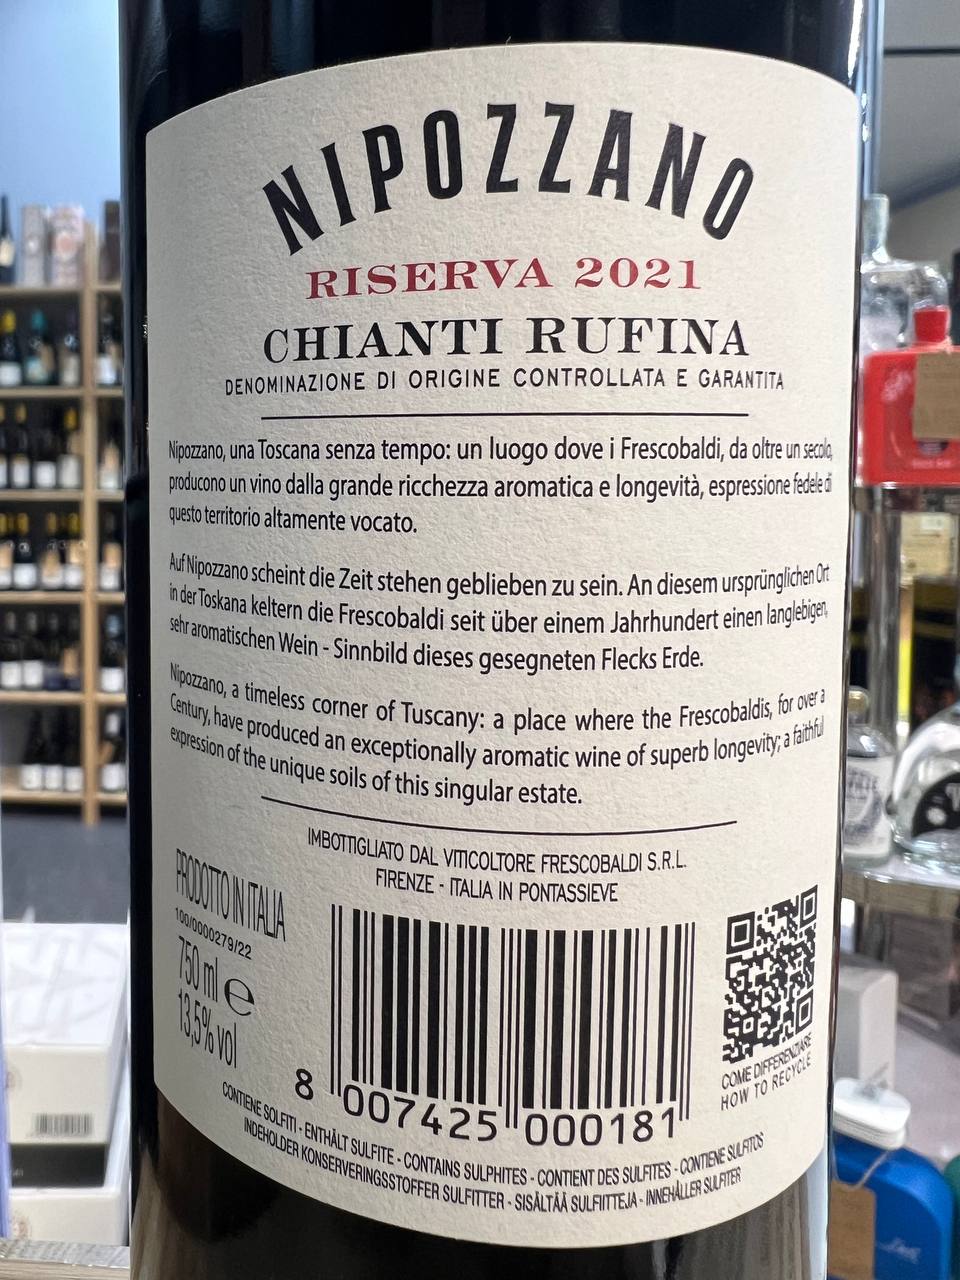 NIPOZZANO
RISERVA 2021
CHIANTI RUFINA
DENOMINAZIONE DI ORIGINE CONTROLLATA E GARANTITA
Nipozzano, una Toscana senza tempo: un luogo dove i Frescobaldi, da oltre un secolo,
producono un vino dalla grande ricchezza aromatica e longevità, espressione fedele di
questo territorio altamente vocato.
Auf Nipozzano scheint die Zeit stehen geblieben zu sein. An diesem ursprünglichen Ort
in der Toskana keltern die Frescobaldi seit über einem Jahrhundert einen langlebigen,
sehr aromatischen Wein - Sinnbild dieses gesegneten Flecks Erde.
Nipozzano, a timeless corner of Tuscany: a place where the Frescobaldis, for over a
Century, have produced an exceptionally aromatic wine of superb longevity; a faithful
expression of the unique soils of this singular estate.
IMBOTTIGLIATO DAL VITICOLTORE FRESCOBALDI S.R.L.
FIRENZE - ITALIA IN PONTASSIEVE
PRODOTTO IN ITALIA
100/0000279/22
750 ml e
13,5% vol
8 007425 000181
COME DIFFERENZIARE
HOW TO RECYCLE
CONTIENE SOLFITI - ENTHÄLT SULFITE - CONTAINS SULPHITES - CONTIENT DES SULFITES - CONTIENE SULFITOS
INDEHOLDER KONSERVERINGSSTOFFER SULFITTER - SISÄLTÄÄ SULFIITTEJA - INNEHÅLLER SULFITER